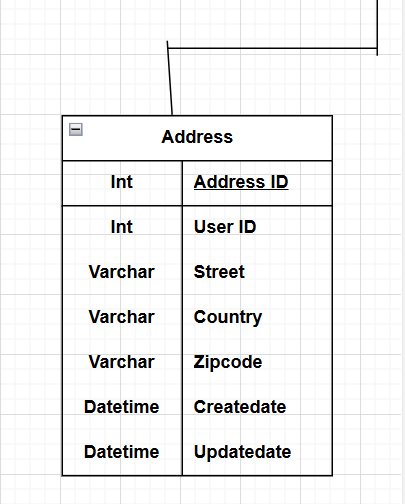 Address
Int Address ID
Int User ID
Varchar Street
Varchar Country
Varchar Zipcode
Datetime Createdate
Datetime Updatedate